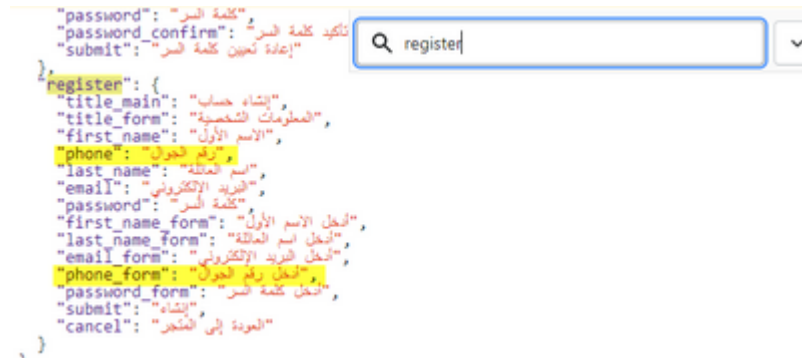 "password": "كلمة السر",
"password_confirm": "تأكيد كلمة السر
"submit": "إعادة تعيين كلمة السر"
},
"register": {
"title_main": "إنشاء حساب",
"title_form": "المعلومات الشخصية",
"first_name": "الاسم الأول",
"phone": "رقم الجوال",
"last_name": "اسم العائلة",
"email": "البريد الإلكتروني",
"password": "كلمة السر",
"first_name_form": "أدخل الاسم الأول",
"last_name_form": "أدخل اسم العائلة",
"email_form": "أدخل البريد الإلكتروني",
"phone_form": "أدخل رقم الجوال",
"password_form": "أدخل كلمة السر",
"submit": "إنشاء",
"cancel": "العودة إلى المتجر"
}
register